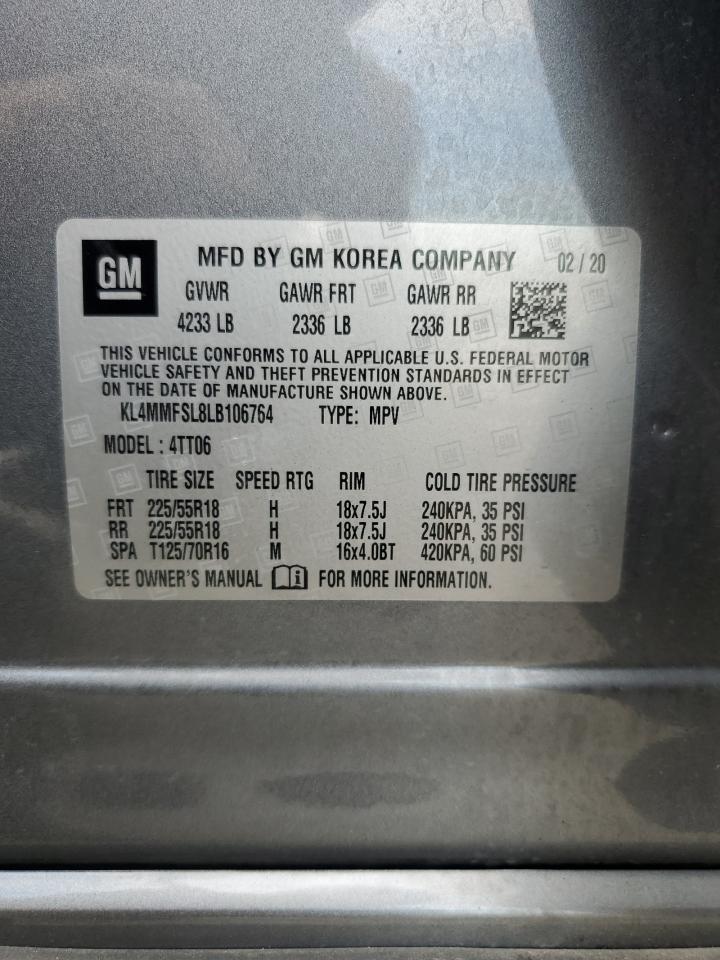 GM MFD BY GM KOREA COMPANY 02 / 20
GVWR GAWR FRT GAWR RR
4233 LB 2336 LB 2336 LB
THIS VEHICLE CONFORMS TO ALL APPLICABLE U.S. FEDERAL MOTOR
VEHICLE SAFETY AND THEFT PREVENTION STANDARDS IN EFFECT
ON THE DATE OF MANUFACTURE SHOWN ABOVE.
KL4MMFSL8LB106764 TYPE: MPV
MODEL : 4TT06
TIRE SIZE SPEED RTG RIM COLD TIRE PRESSURE
FRT 225/55R18 H 18x7.5J 240KPA, 35 PSI
RR 225/55R18 H 18x7.5J 240KPA, 35 PSI
SPA T125/70R16 M 16x4.0BT 420KPA, 60 PSI
SEE OWNER'S MANUAL FOR MORE INFORMATION.